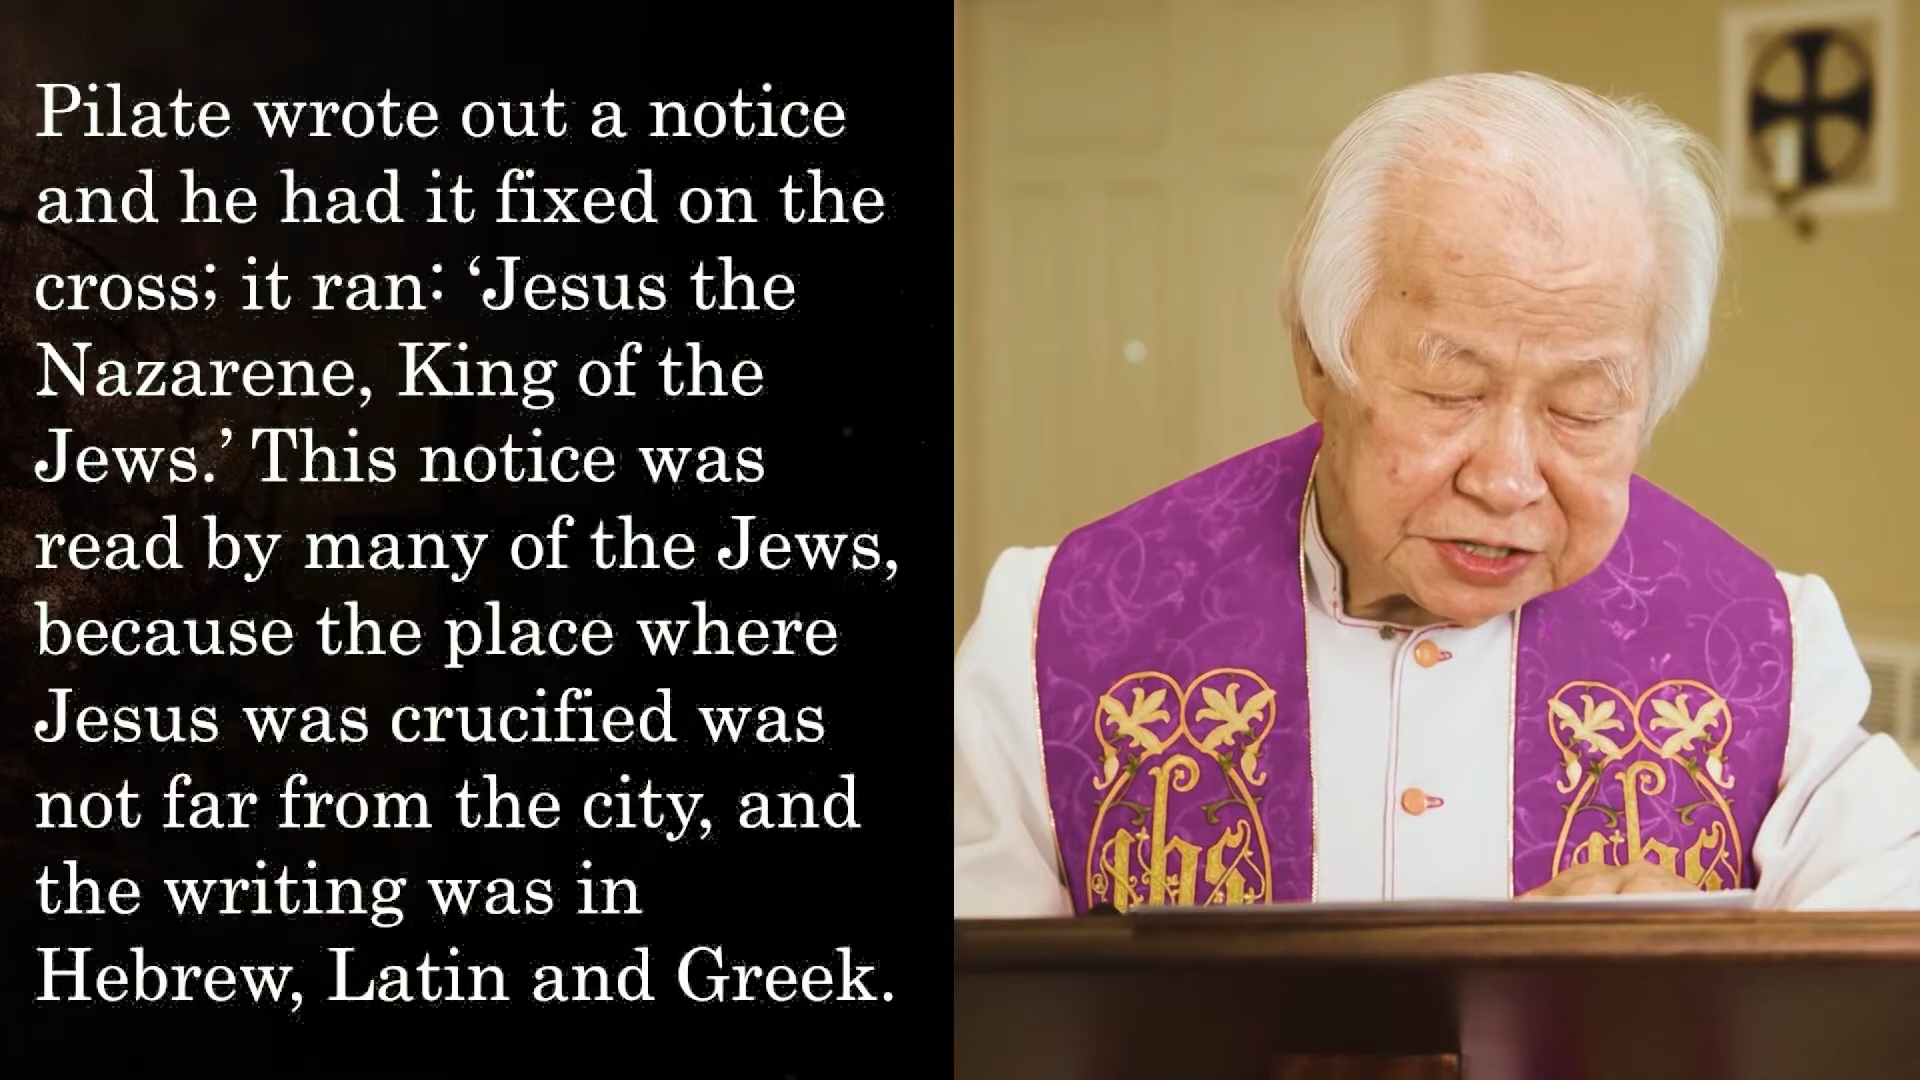 Pilate wrote out a notice
and he had it fixed on the
cross; it ran: ‘Jesus the
Nazarene, King of the
Jews.’ This notice was
read by many of the Jews,
because the place where
Jesus was crucified was
not far from the city, and
the writing was in
Hebrew, Latin and Greek.
ihs
ihs